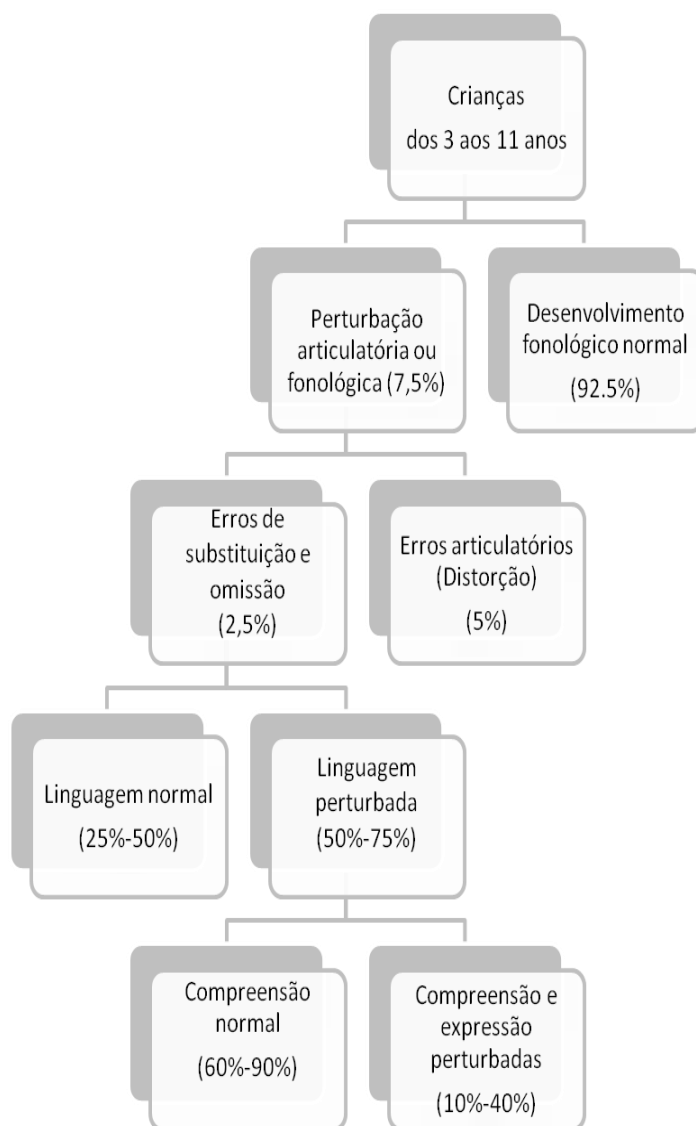 Crianças
dos 3 aos 11 anos
Perturbação
articulatória ou
fonológica (7,5%)
Desenvolvimento
fonológico normal
(92.5%)
Erros de
substituição e
omissão
(2,5%)
Erros articulatórios
(Distorção)
(5%)
Linguagem normal
(25%-50%)
Linguagem
perturbada
(50%-75%)
Compreensão
normal
(60%-90%)
Compreensão e
expressão
perturbadas
(10%-40%)